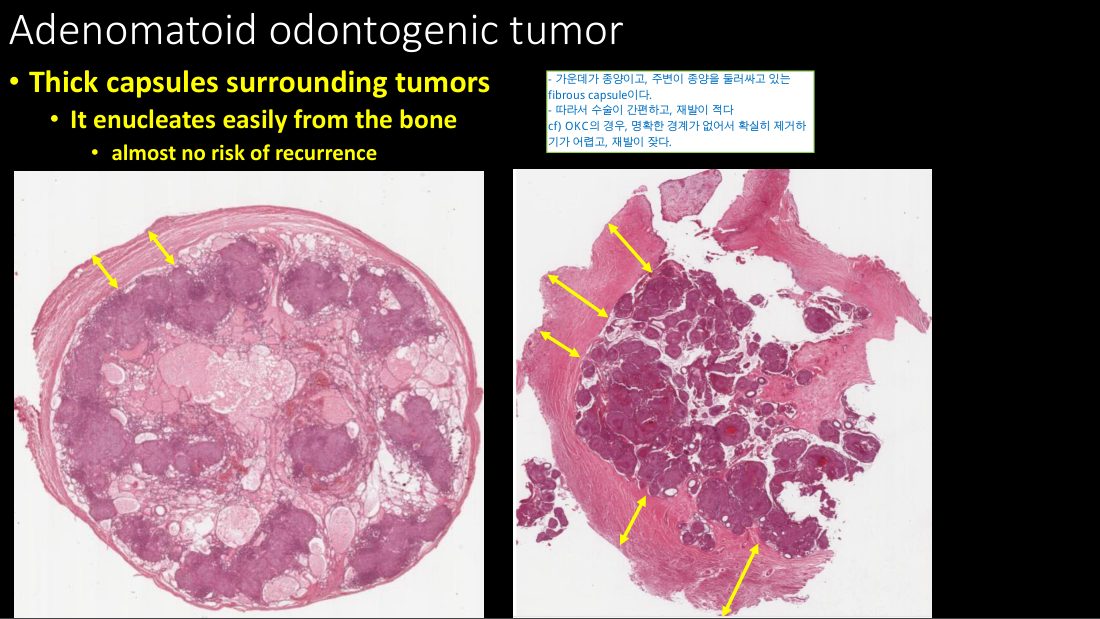 Adenomatoid odontogenic tumor
• Thick capsules surrounding tumors
• It enucleates easily from the bone
• almost no risk of recurrence
- 가운데가 종양이고, 주변이 종양을 둘러싸고 있는
fibrous capsule이다.
- 따라서 수술이 간편하고, 재발이 적다
cf) OKC의 경우, 명확한 경계가 없어서 확실히 제거하
기가 어렵고, 재발이 잦다.